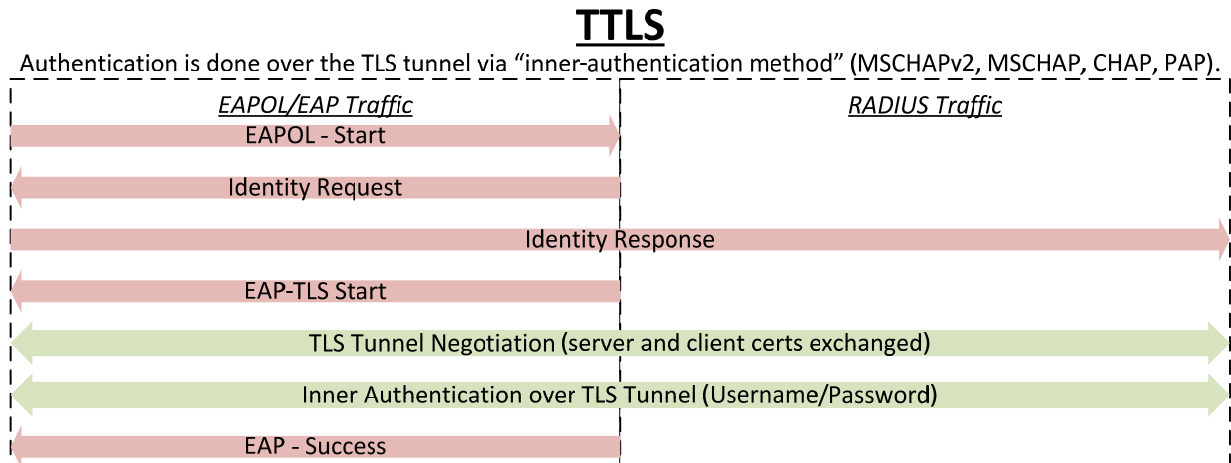 TTLS
Authentication is done over the TLS tunnel via “inner-authentication method” (MSCHAPv2, MSCHAP, CHAP, PAP).
EAPOL/EAP Traffic
RADIUS Traffic
EAPOL - Start
Identity Request
Identity Response
EAP-TLS Start
TLS Tunnel Negotiation (server and client certs exchanged)
Inner Authentication over TLS Tunnel (Username/Password)
EAP - Success